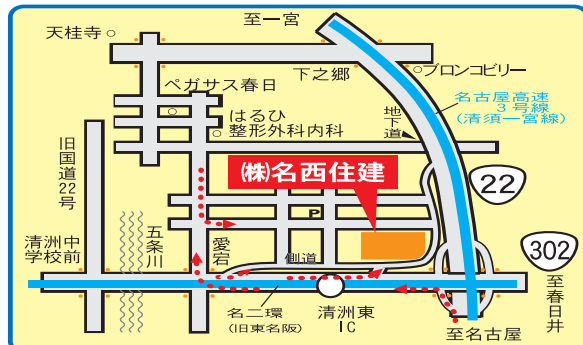 至一宮
天桂寺
下之郷
ブロンコビリー
ペガサス春日
名古屋高速
3号線
(清須一宮線)
地下道
はるひ
整形外科内科
旧国道22号
(株)名西住建
22
P
302
清洲中
学校前
五条川
愛宕
側道
至春日井
名二環
(旧東名阪)
清洲東
IC
至名古屋